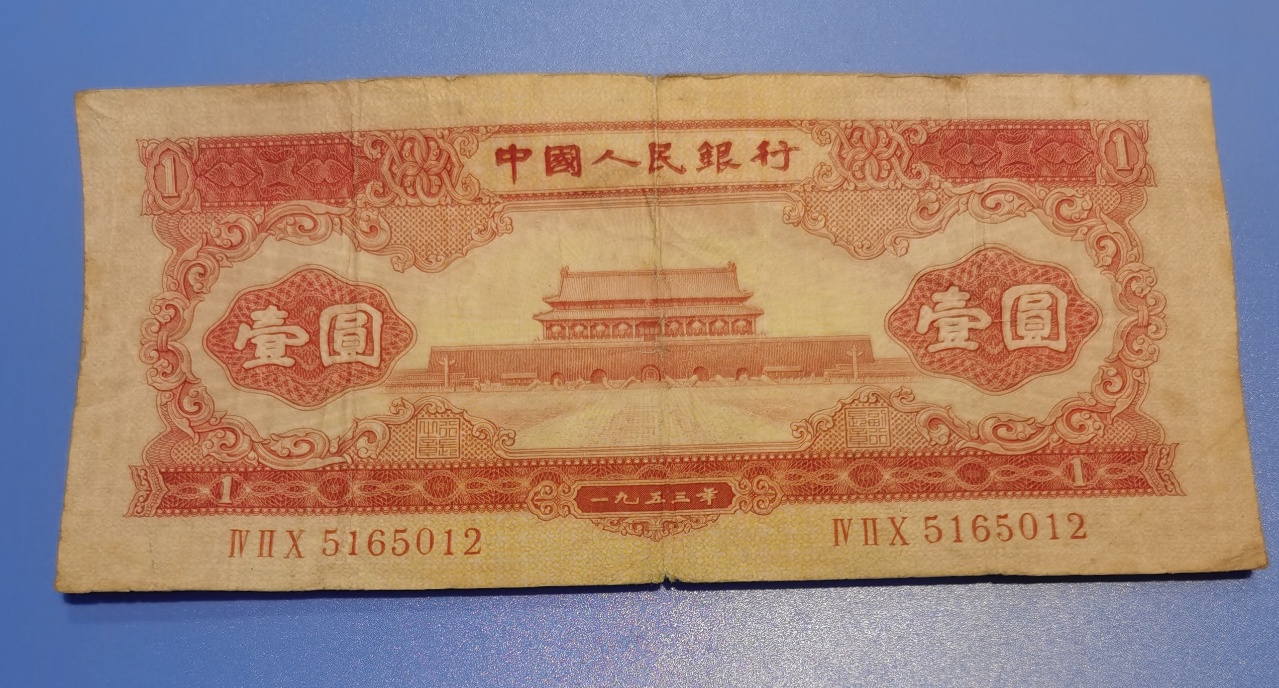 1 中國人民銀行 1
壹圓 壹圓
1 一九五三年 1
ⅣⅡX 5165012 ⅣⅡX 5165012